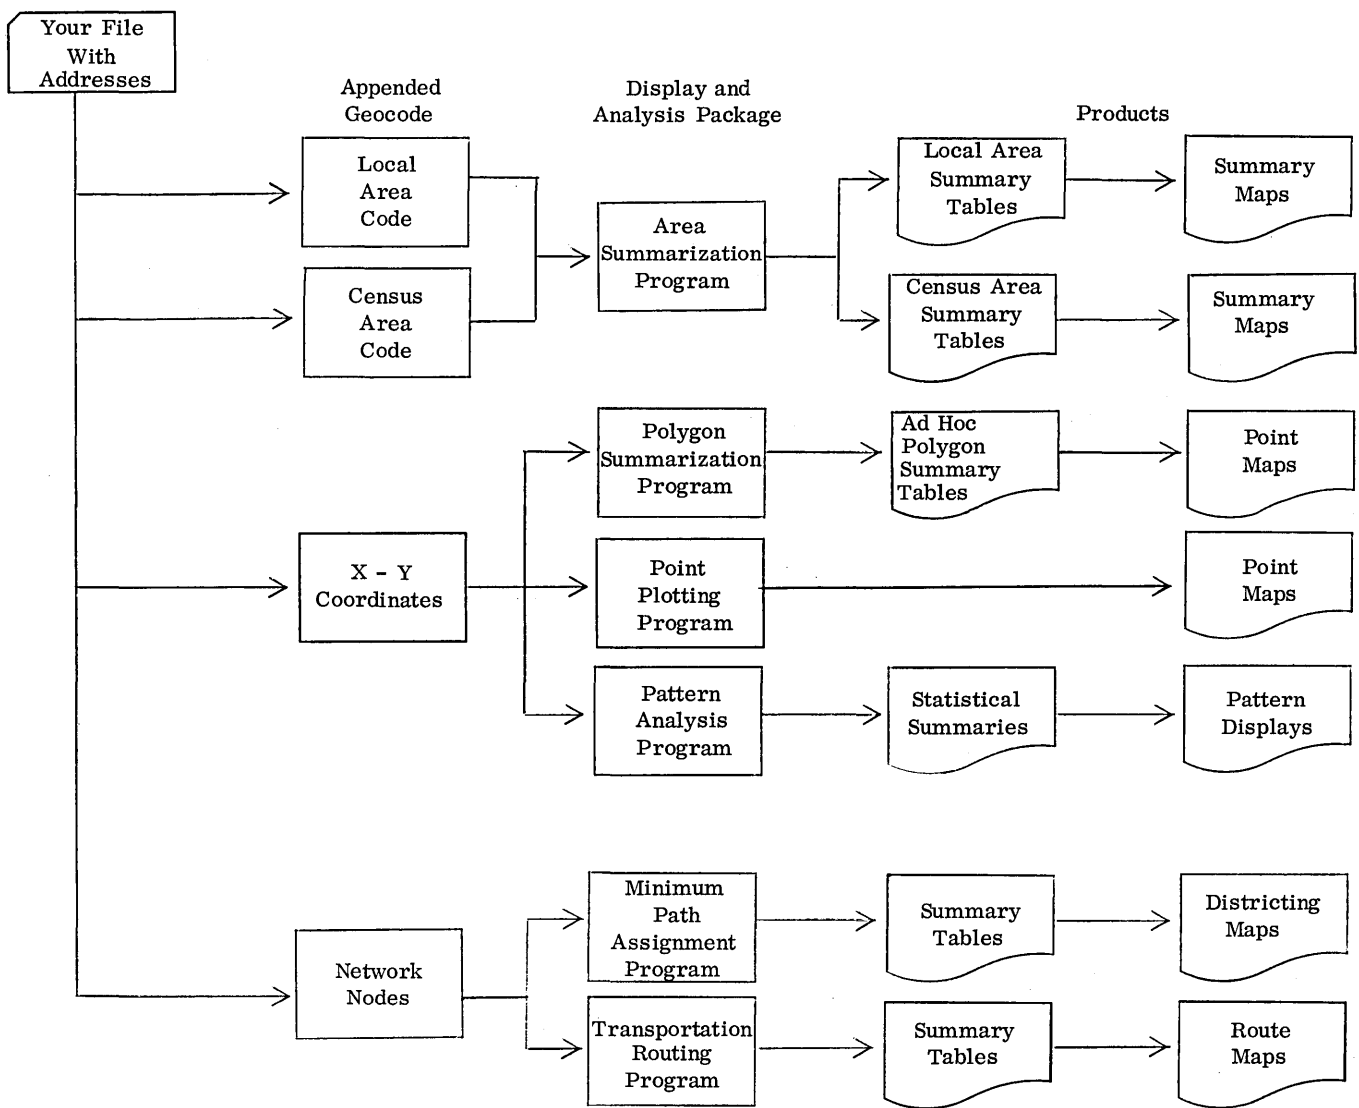 Your File
With
Addresses
Appended
Geocode
Display and
Analysis Package
Products
Local
Area
Code
Census
Area
Code
Area
Summarization
Program
Local Area
Summary
Tables
Summary
Maps
Census Area
Summary
Tables
Summary
Maps
X - Y
Coordinates
Polygon
Summarization
Program
Ad Hoc
Polygon
Summary
Tables
Point
Maps
Point
Plotting
Program
Point
Maps
Pattern
Analysis
Program
Statistical
Summaries
Pattern
Displays
Network
Nodes
Minimum
Path
Assignment
Program
Summary
Tables
Districting
Maps
Transportation
Routing
Program
Summary
Tables
Route
Maps